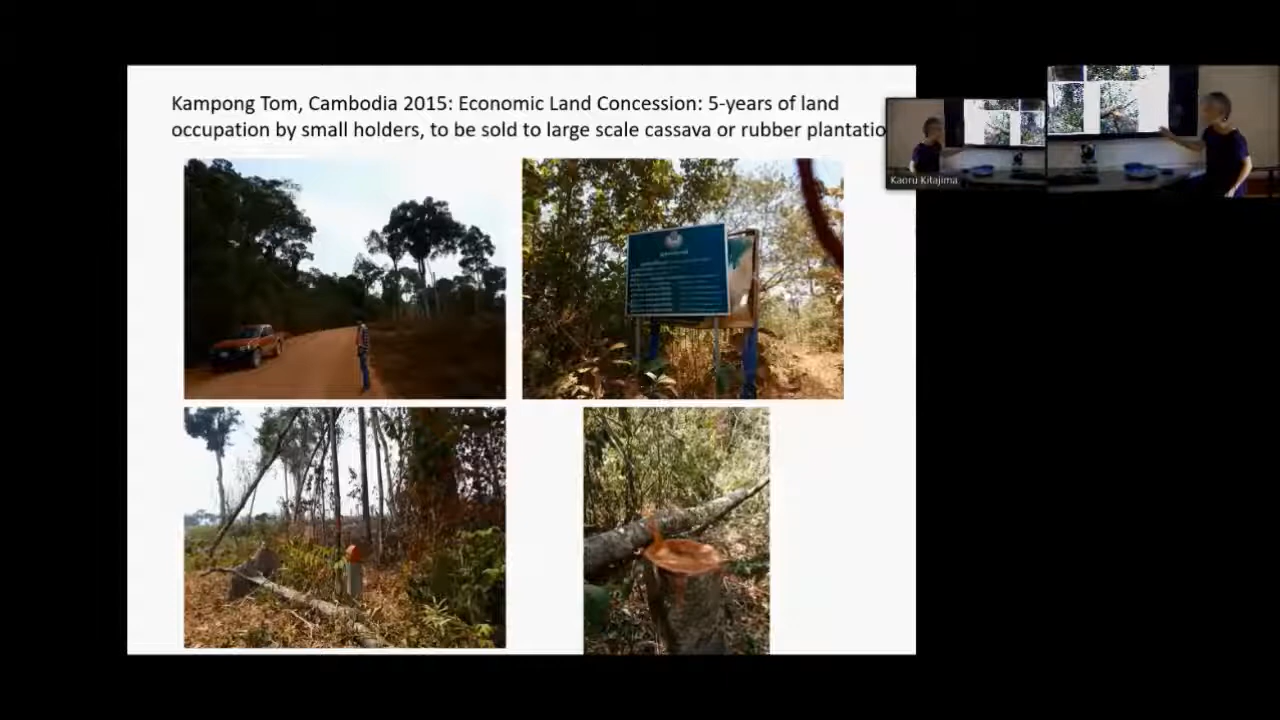 Kampong Tom, Cambodia 2015: Economic Land Concession: 5-years of land
occupation by small holders, to be sold to large scale cassava or rubber plantatio
Kaoru Kitajima